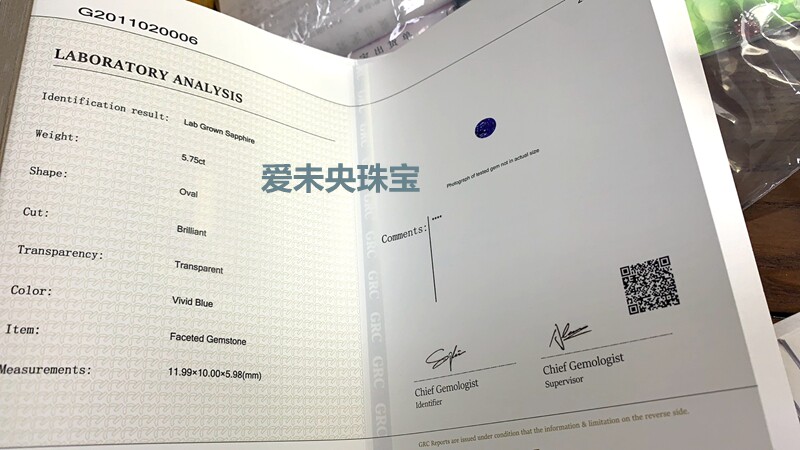 G2011020006
LABORATORY ANALYSIS
Identification result: Lab Grown Sapphire
Weight: 5.75ct
Shape: Oval
Cut: Brilliant
Transparency: Transparent
Color: Vivid Blue
Item: Faceted Gemstone
Measurements: 11.99×10.00×5.98(mm)
爱未央珠宝
GRC GRC GRC GRC
Photograph of tested gem not in actual size
Comments: ****
Chief Gemologist
Identifier
Chief Gemologist
Supervisor
GRC Reports are issued under condition that the information & limitation on the reverse side.